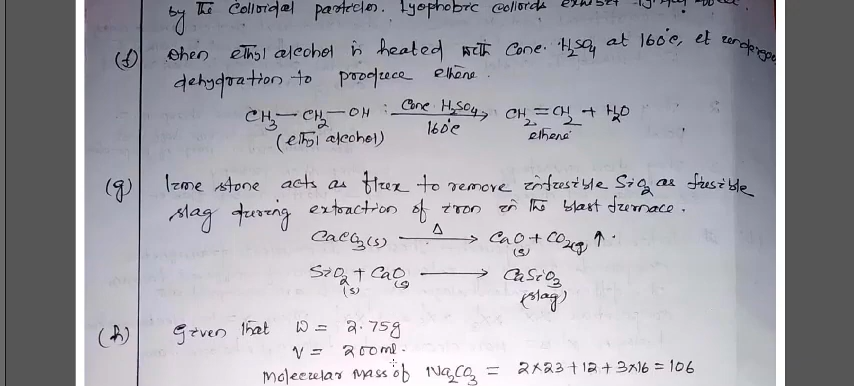 by the colloidal particles. Lyophobic colloids exhibit
(f) When ethyl alcohol is heated with Conc. H₂SO₄ at 160°c, it undergoes
dehydration to produce ethene.
CH₃—CH₂—OH Conc H₂SO₄ 160°c → CH₂=CH₂ + H₂O
(ethyl alcohol) ethene
(g) Lime stone acts as flux to remove infusible SiO₂ as fusible
slag during extraction of iron in the blast furnace.
CaCO₃(s) —Δ→ CaO(s) + CO₂(g) ↑.
SiO₂(s) + CaO(s) → CaSiO₃
(slag)
(h) Given that W = 2.75g
V = 200ml.
Molecular mass of Na₂CO₃ = 2×23+12+3×16=106